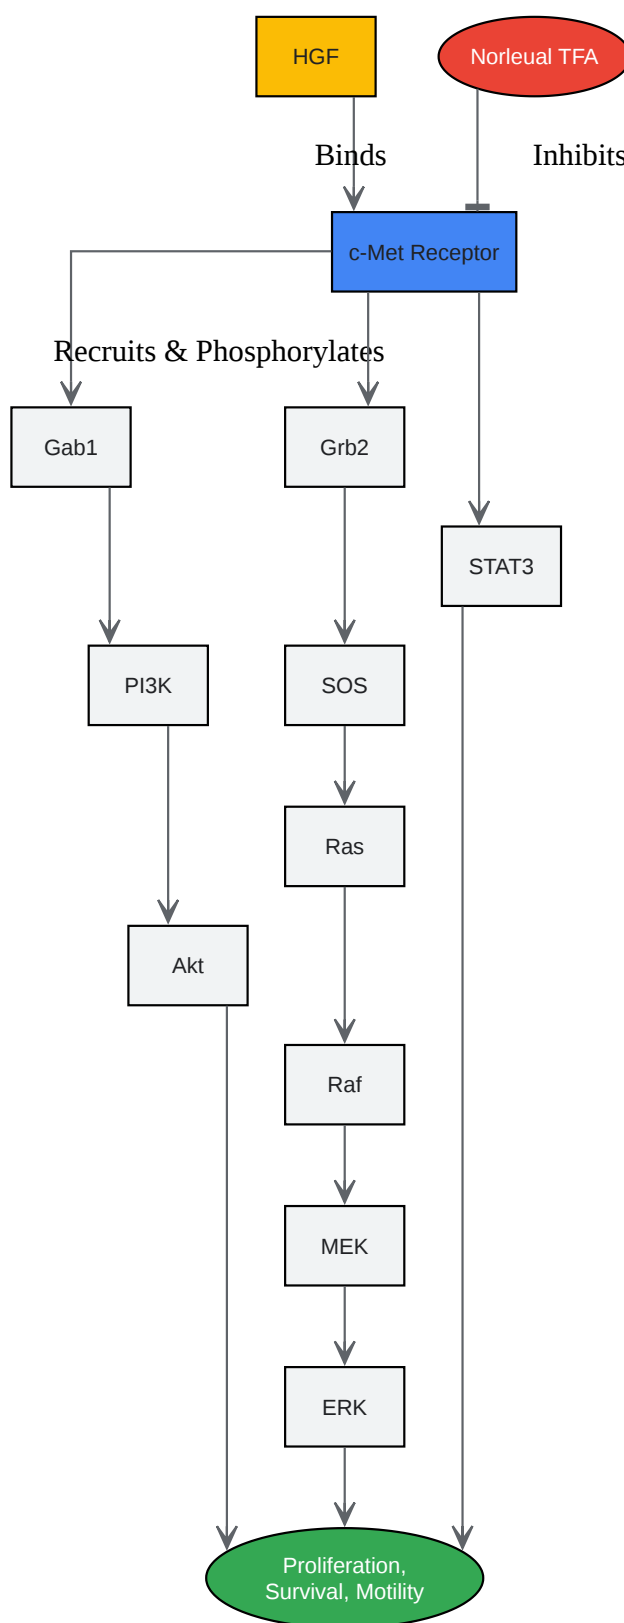 HGF
Norleual TFA
Binds
Inhibits
c-Met Receptor
Recruits & Phosphorylates
Gab1
Grb2
STAT3
PI3K
SOS
Ras
Akt
Raf
MEK
ERK
Proliferation,
Survival, Motility